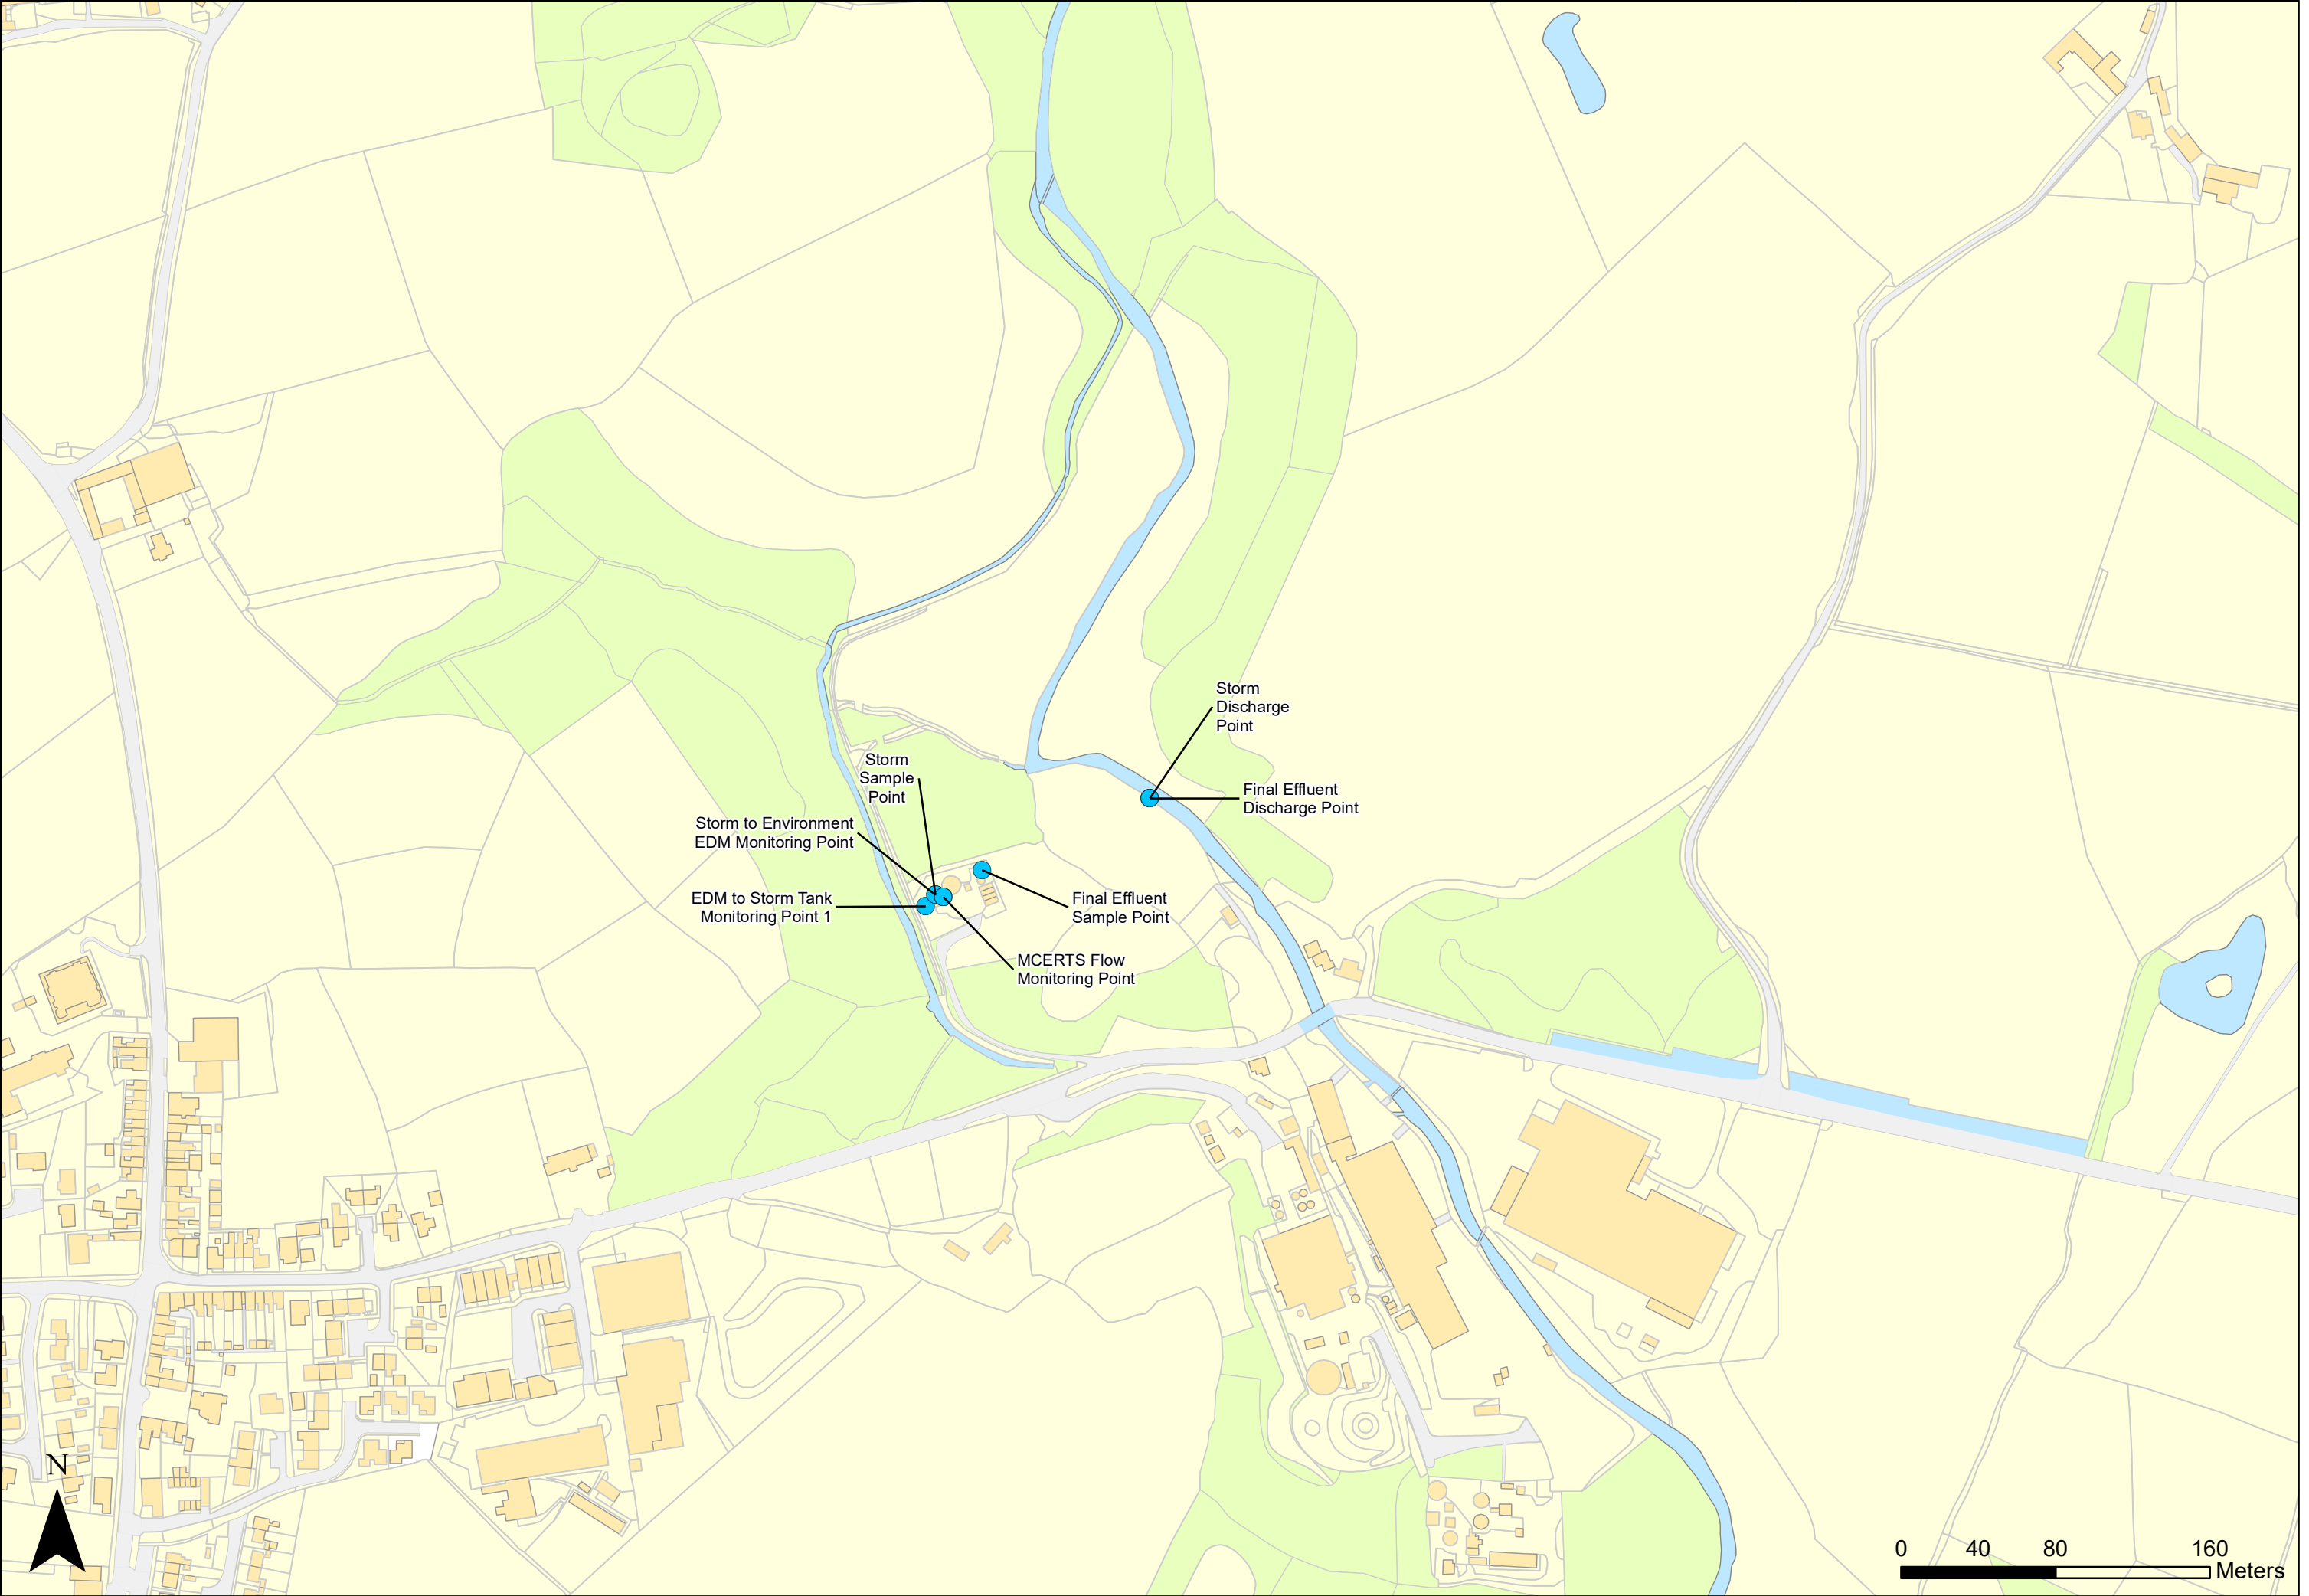 Storm
Discharge
Point
Storm
Sample
Point
Final Effluent
Discharge Point
Storm to Environment
EDM Monitoring Point
EDM to Storm Tank
Monitoring Point 1
Final Effluent
Sample Point
MCERTS Flow
Monitoring Point
N
0 40 80 160
Meters